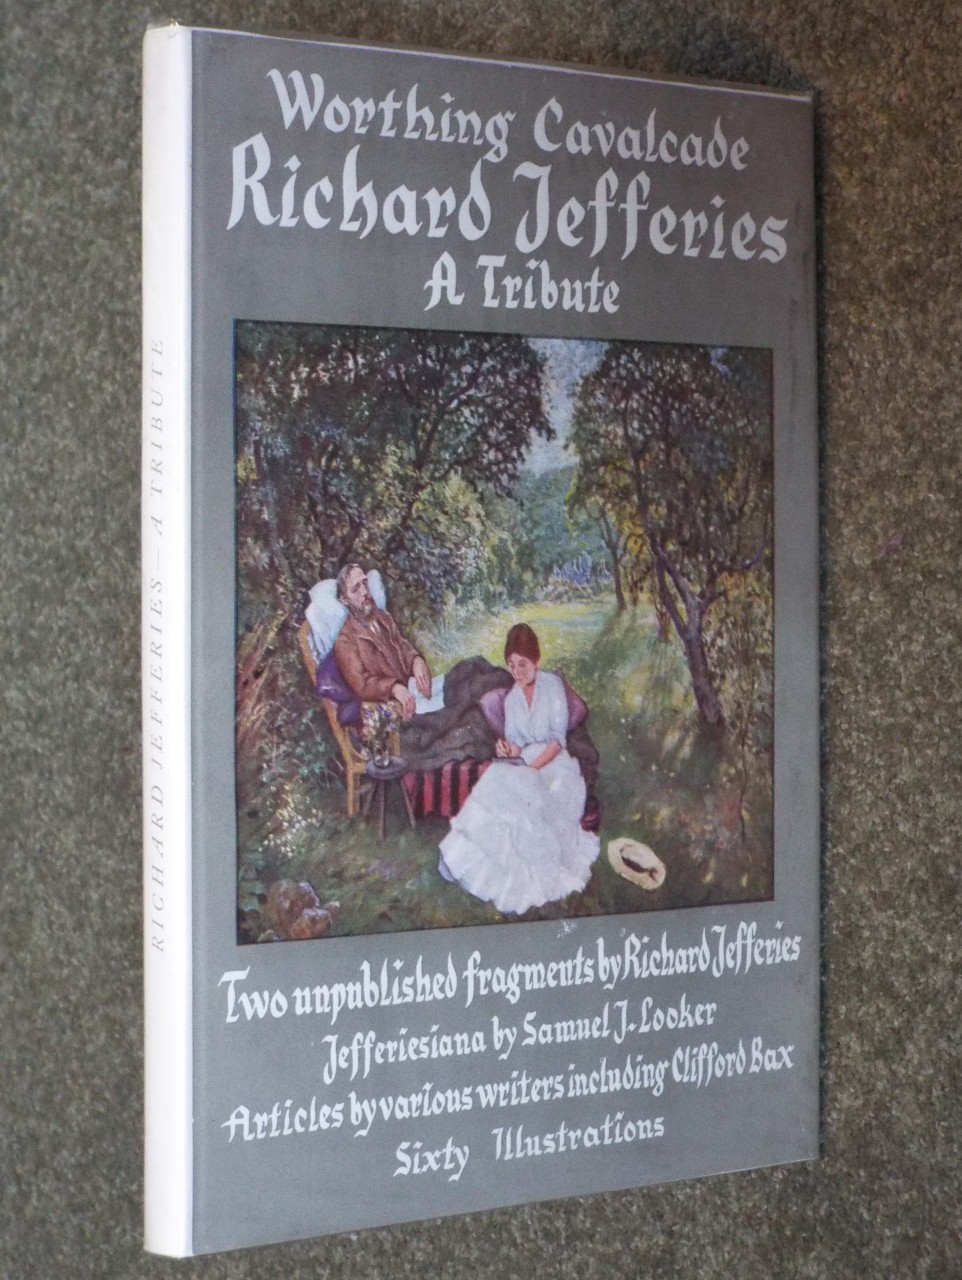 Worthing Cavalcade
Richard Jefferies
A Tribute
Two unpublished fragments by Richard Jefferies
Jefferiesiana by Samuel J. Looker
Articles by various writers including Clifford Bax
Sixty Illustrations
RICHARD JEFFERIES—A TRIBUTE